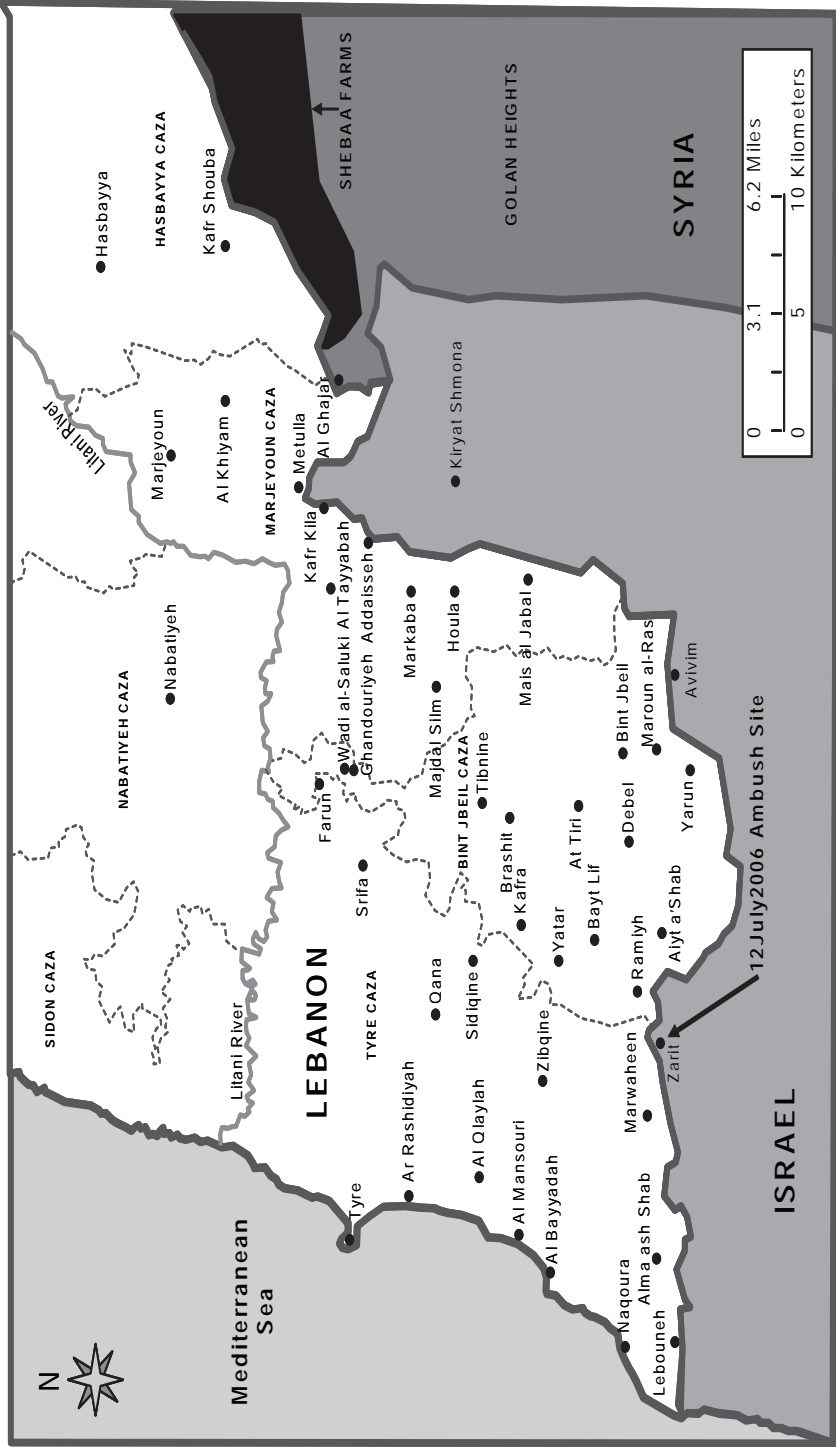 N
Mediterranean
Sea
LEBANON
ISRAEL
SYRIA
GOLAN HEIGHTS
SHEBAA FARMS
SIDON CAZA
NABATIYEH CAZA
HASBAYYA CAZA
MARJEYOUN CAZA
TYRE CAZA
BINT JBEIL CAZA
Litani River
Litani River
Hasbayya
Kafr Shouba
Marjeyoun
Al Khiyam
Metulla
Al Ghajar
Nabatiyeh
Kafr Kila
Wadi al-Saluki
Al Tayyabah
Ghandouriyeh
Addaisseh
Kiryat Shmona
Farun
Markaba
Houla
Srifa
Majdal Silm
Mais al Jabal
Tibnine
Tyre
Ar Rashidiyah
Qana
Sidiqine
Brashit
Kafra
At Tiri
Bint Jbeil
Maroun al-Ras
Avivim
Al Qlaylah
Yatar
Bayt Lif
Debel
Yarun
Al Mansouri
Zibqine
Ramiyh
Aiyt a'Shab
Al Bayyadah
Marwaheen
Zarit
Naqoura
Alma ash Shab
Lebouneh
12July2006 Ambush Site
0 3.1 6.2 Miles
0 5 10 Kilometers